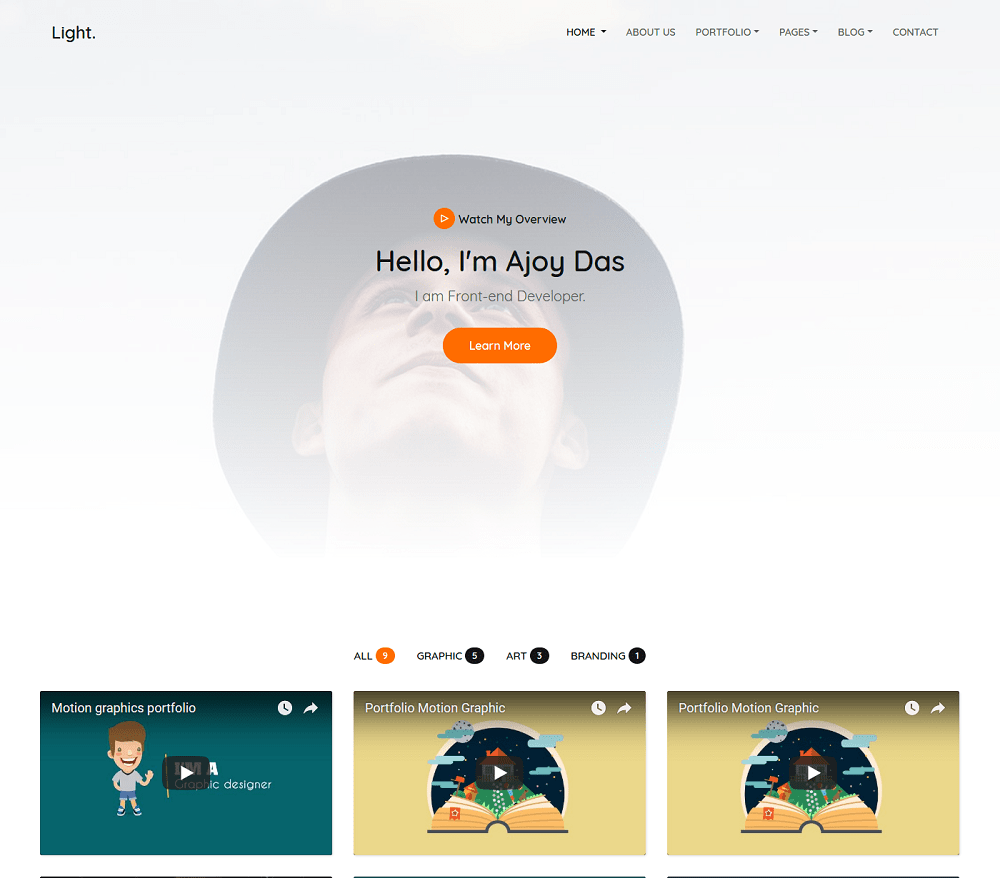 Light.
HOME ABOUT US PORTFOLIO PAGES BLOG CONTACT
Watch My Overview
Hello, I'm Ajoy Das
I am Front-end Developer.
Learn More
ALL 9 GRAPHIC 5 ART 3 BRANDING 1
Motion graphics portfolio
I'M A
Graphic designer
Portfolio Motion Graphic
Portfolio Motion Graphic